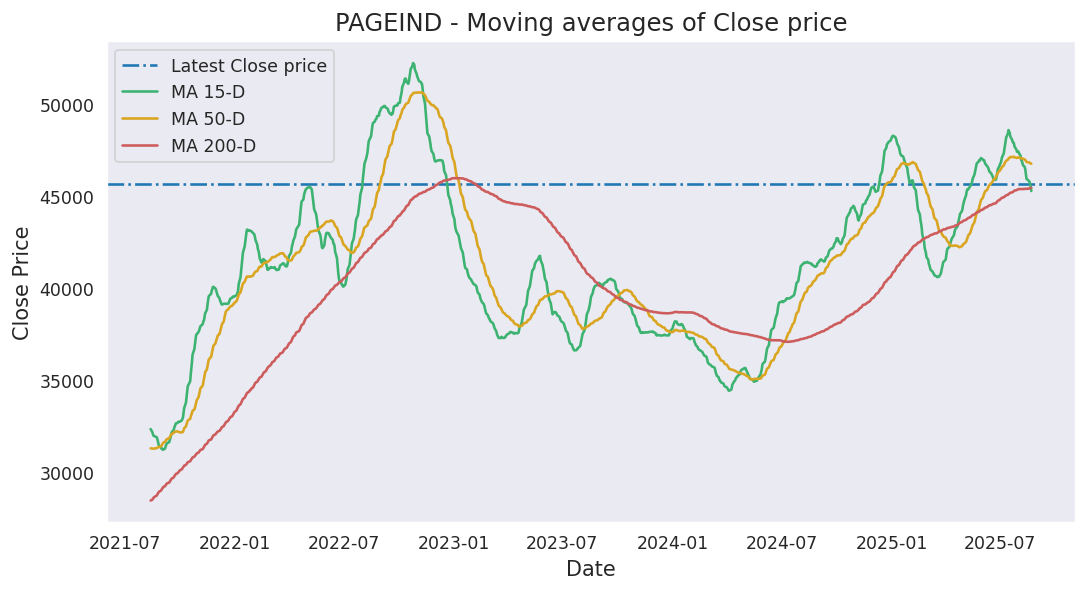 PAGEIND - Moving averages of Close price
Latest Close price
MA 15-D
MA 50-D
MA 200-D
Close Price
50000
45000
40000
35000
30000
2021-07 2022-01 2022-07 2023-01 2023-07 2024-01 2024-07 2025-01 2025-07
Date